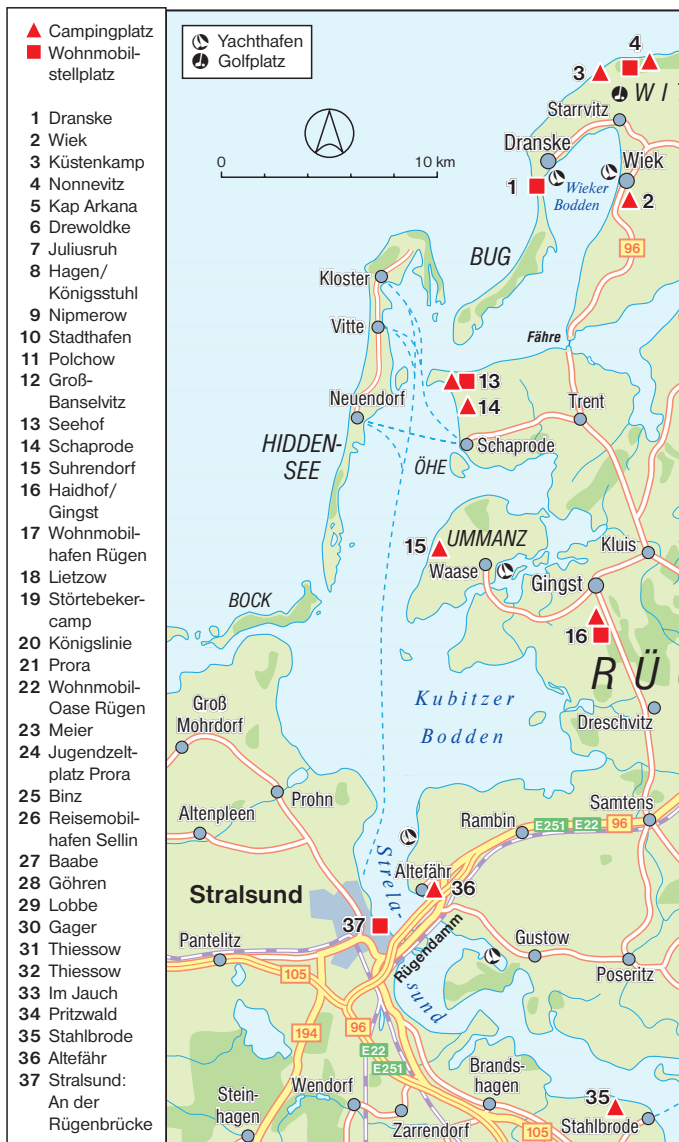 Campingplatz
Wohnmobil-
stellplatz
1 Dranske
2 Wiek
3 Küstenkamp
4 Nonnevitz
5 Kap Arkana
6 Drewoldke
7 Juliusruh
8 Hagen/
Königsstuhl
9 Nipmerow
10 Stadthafen
11 Polchow
12 Groß-
Banselvitz
13 Seehof
14 Schaprode
15 Suhrendorf
16 Haidhof/
Gingst
17 Wohnmobil-
hafen Rügen
18 Lietzow
19 Störtebeker-
camp
20 Königslinie
21 Prora
22 Wohnmobil-
Oase Rügen
23 Meier
24 Jugendzelt-
platz Prora
25 Binz
26 Reisemobil-
hafen Sellin
27 Baabe
28 Göhren
29 Lobbe
30 Gager
31 Thiessow
32 Thiessow
33 Im Jauch
34 Pritzwald
35 Stahlbrode
36 Altefähr
37 Stralsund:
An der
Rügenbrücke
Yachthafen
Golfplatz
0 10 km
4
3
WIT
Starrvitz
Dranske
Wiek
1
Wieker
Bodden
2
96
BUG
Kloster
Vitte
Fähre
13
Neuendorf
14
Trent
HIDDEN-
SEE
Schaprode
ÖHE
15
UMMANZ
Kluis
Waase
Gingst
BOCK
16
RÜG
Kubitzer
Bodden
Groß
Mohrdorf
Dreschvitz
Prohn
Samtens
Altenpleen
Rambin
E251
E22
96
Strela-
sund
Altefähr
36
Stralsund
37
Rügendamm
Pantelitz
Gustow
Poseritz
105
194
96
E22
E251
Stein-
hagen
Wendorf
Zarrendorf
Brands-
hagen
105
35
Stahlbrode